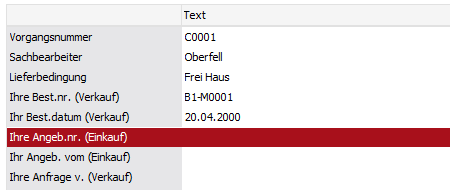 Text
Vorgangsnummer C0001
Sachbearbeiter Oberfell
Lieferbedingung Frei Haus
Ihre Best.nr. (Verkauf) B1-M0001
Ihr Best.datum (Verkauf) 20.04.2000
Ihre Angeb.nr. (Einkauf)
Ihr Angeb. vom (Einkauf)
Ihre Anfrage v. (Verkauf)